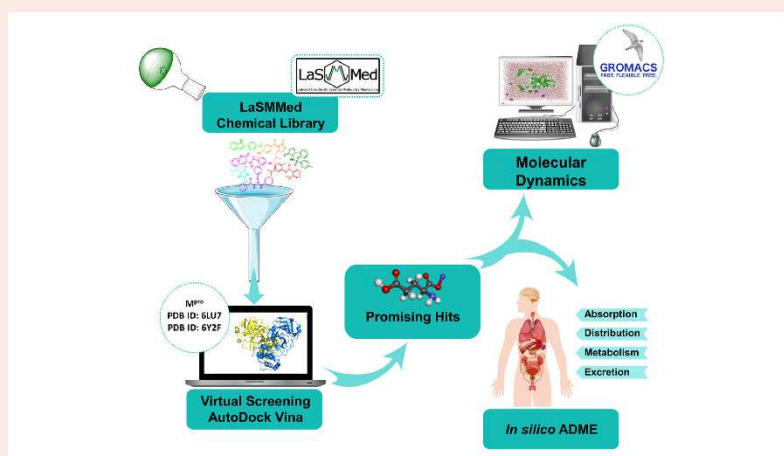 LaSMMed
LaSMMed
Chemical Library
GROMACS
FAST. FLEXIBLE. FREE.
Molecular
Dynamics
Mpro
PDB ID: 6LU7
PDB ID: 6Y2F
Promising Hits
Absorption
Distribution
Metabolism
Excretion
Virtual Screening
AutoDock Vina
In silico ADME